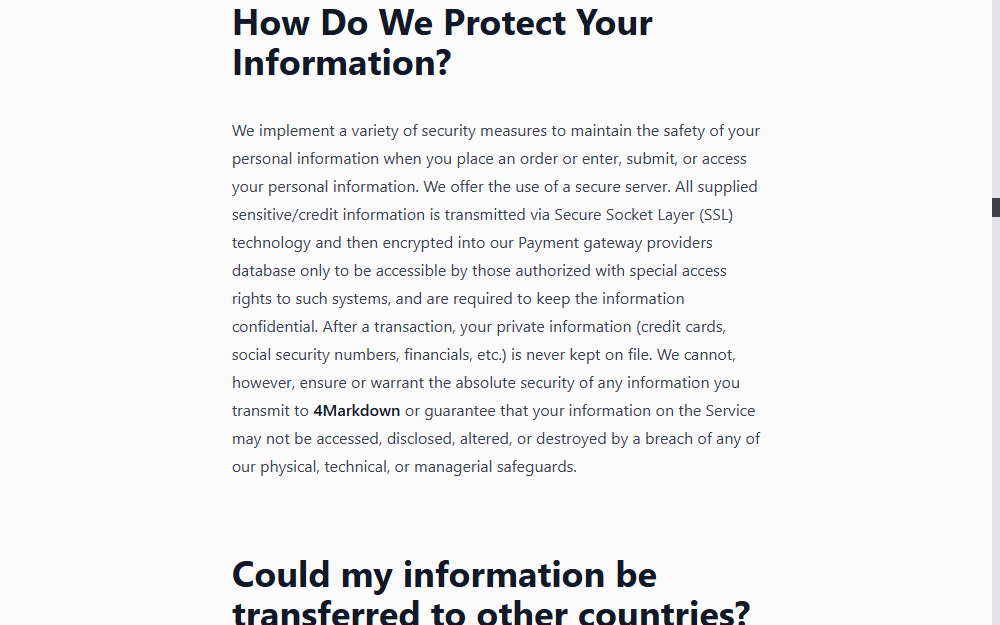 How Do We Protect Your
Information?
We implement a variety of security measures to maintain the safety of your
personal information when you place an order or enter, submit, or access
your personal information. We offer the use of a secure server. All supplied
sensitive/credit information is transmitted via Secure Socket Layer (SSL)
technology and then encrypted into our Payment gateway providers
database only to be accessible by those authorized with special access
rights to such systems, and are required to keep the information
confidential. After a transaction, your private information (credit cards,
social security numbers, financials, etc.) is never kept on file. We cannot,
however, ensure or warrant the absolute security of any information you
transmit to 4Markdown or guarantee that your information on the Service
may not be accessed, disclosed, altered, or destroyed by a breach of any of
our physical, technical, or managerial safeguards.
Could my information be
transferred to other countries?